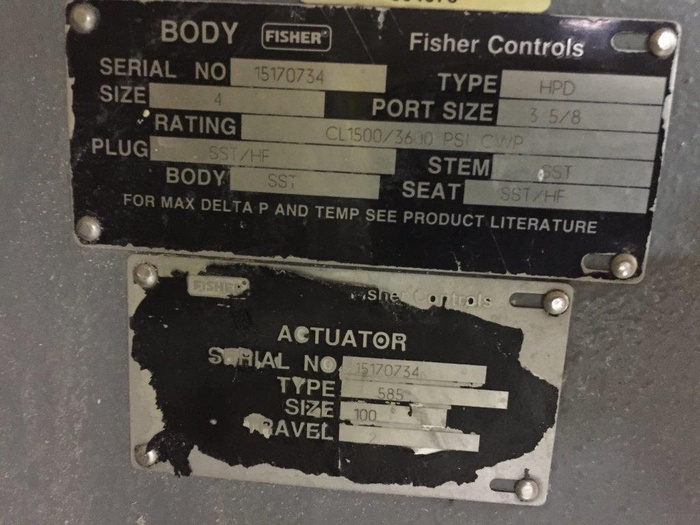 BODY FISHER Fisher Controls
SERIAL NO 15170734 TYPE HPD
SIZE 4 PORT SIZE 3 5/8
RATING CL1500/3600 PSI CWP
PLUG SST/HF STEM SST
BODY SST SEAT SST/HF
FOR MAX DELTA P AND TEMP SEE PRODUCT LITERATURE
FISHER Fisher Controls
ACTUATOR
SERIAL NO 15170734
TYPE 585
SIZE 100
TRAVEL 2